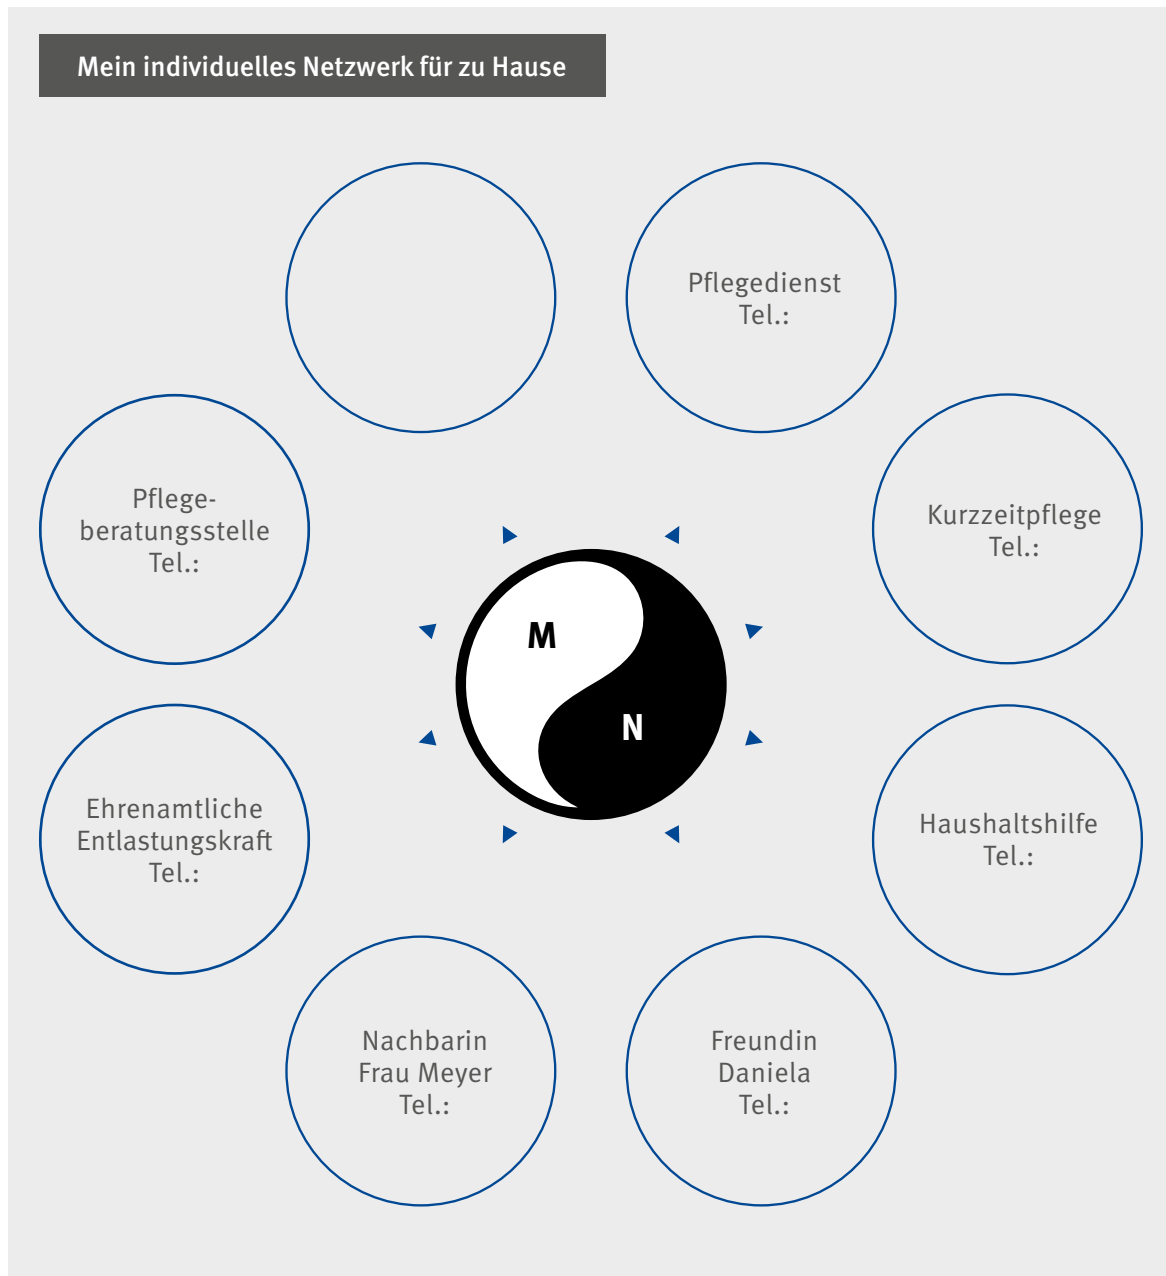 Mein individuelles Netzwerk für zu Hause
Pflegedienst
Tel.:
Pflege-
beratungsstelle
Tel.:
Kurzzeitpflege
Tel.:
M
N
Ehrenamtliche
Entlastungskraft
Tel.:
Haushaltshilfe
Tel.:
Nachbarin
Frau Meyer
Tel.:
Freundin
Daniela
Tel.: